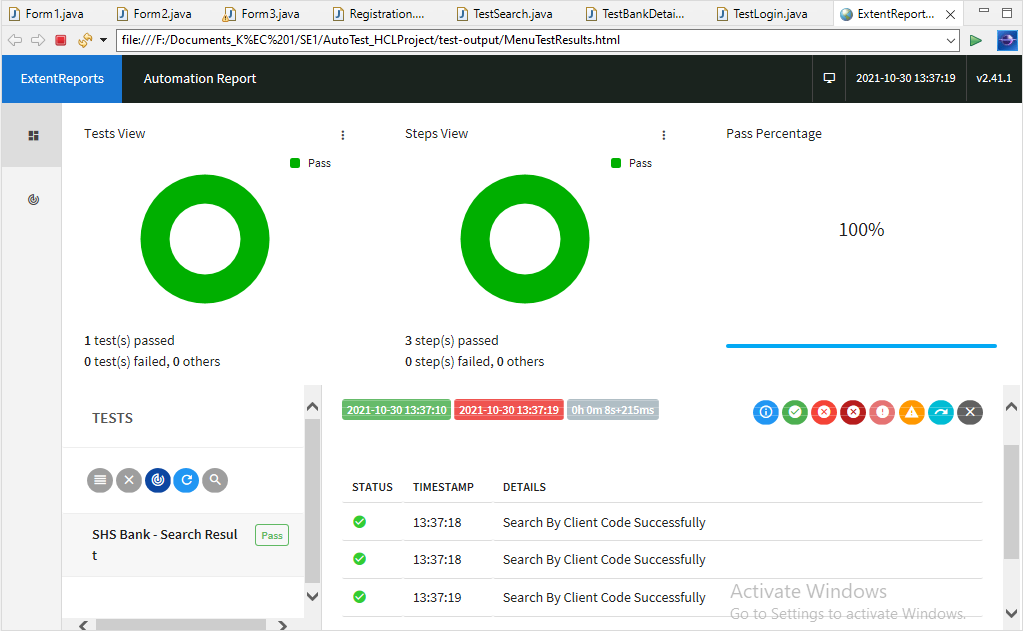 Form1.java Form2.java Form3.java Registration.... TestSearch.java TestBankDetai... TestLogin.java ExtentReport...
file:///F:/Documents_K%EC%201/SE1/AutoTest_HCLProject/test-output/MenuTestResults.html
ExtentReports Automation Report 2021-10-30 13:37:19 v2.41.1
Tests View Steps View Pass Percentage
Pass Pass
100%
1 test(s) passed 3 step(s) passed
0 test(s) failed, 0 others 0 step(s) failed, 0 others
TESTS 2021-10-30 13:37:10 2021-10-30 13:37:19 0h 0m 8s+215ms
STATUS TIMESTAMP DETAILS
SHS Bank - Search Resul
t
Pass
13:37:18 Search By Client Code Successfully
13:37:18 Search By Client Code Successfully
13:37:19 Search By Client Code Successfully
Activate Windows
Go to Settings to activate Windows.